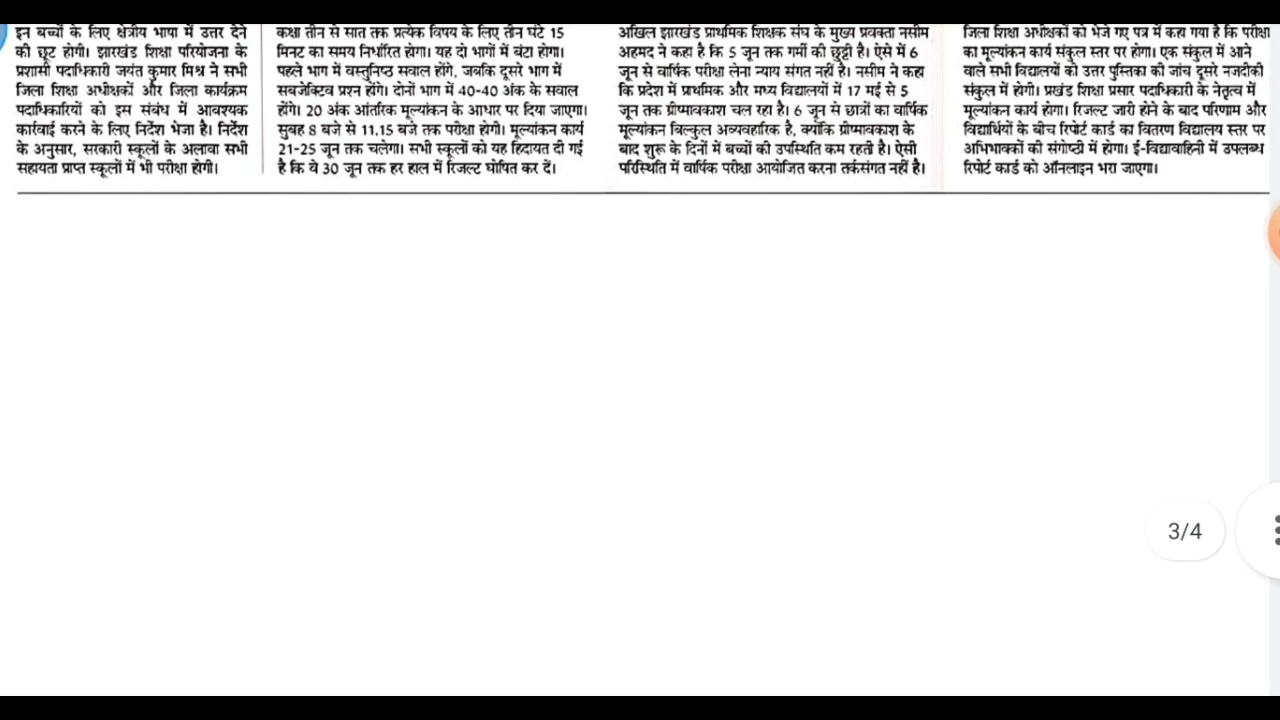 इन बच्चों के लिए क्षेत्रीय भाषा में उत्तर देने
की छूट होगी। झारखंड शिक्षा परियोजना के
प्रशासी पदाधिकारी जयंत कुमार मिश्र ने सभी
जिला शिक्षा अधीक्षकों और जिला कार्यक्रम
पदाधिकारियों को इस संबंध में आवश्यक
कार्रवाई करने के लिए निर्देश भेजा है। निर्देश
के अनुसार, सरकारी स्कूलों के अलावा सभी
सहायता प्राप्त स्कूलों में भी परीक्षा होगी।
कक्षा तीन से सात तक प्रत्येक विषय के लिए तीन घंटे 15
मिनट का समय निर्धारित होगा। यह दो भागों में बंटा होगा।
पहले भाग में वस्तुनिष्ठ सवाल होंगे, जबकि दूसरे भाग में
सबजेक्टिव प्रश्न होंगे। दोनों भाग में 40-40 अंक के सवाल
होंगे। 20 अंक आंतरिक मूल्यांकन के आधार पर दिया जाएगा।
सुबह 8 बजे से 11.15 बजे तक परीक्षा होगी। मूल्यांकन कार्य
21-25 जून तक चलेगा। सभी स्कूलों को यह हिदायत दी गई
है कि वे 30 जून तक हर हाल में रिजल्ट घोषित कर दें।
अखिल झारखंड प्राथमिक शिक्षक संघ के मुख्य प्रवक्ता नसीम
अहमद ने कहा है कि 5 जून तक गर्मी की छुट्टी है। ऐसे में 6
जून से वार्षिक परीक्षा लेना न्याय संगत नहीं है। नसीम ने कहा
कि प्रदेश में प्राथमिक और मध्य विद्यालयों में 17 मई से 5
जून तक ग्रीष्मावकाश चल रहा है। 6 जून से छात्रों का वार्षिक
मूल्यांकन बिल्कुल अव्यवहारिक है, क्योंकि ग्रीष्मावकाश के
बाद शुरू के दिनों में बच्चों की उपस्थिति कम रहती है। ऐसी
परिस्थिति में वार्षिक परीक्षा आयोजित करना तर्कसंगत नहीं है।
जिला शिक्षा अधीक्षकों को भेजे गए पत्र में कहा गया है कि परीक्षा
का मूल्यांकन कार्य संकुल स्तर पर होगा। एक संकुल में आने
वाले सभी विद्यालयों की उत्तर पुस्तिका की जांच दूसरे नजदीकी
संकुल में होगी। प्रखंड शिक्षा प्रसार पदाधिकारी के नेतृत्व में
मूल्यांकन कार्य होगा। रिजल्ट जारी होने के बाद परिणाम और
विद्यार्थियों के बीच रिपोर्ट कार्ड का वितरण विद्यालय स्तर पर
अभिभावकों की संगोष्ठी में होगा। ई-विद्यावाहिनी में उपलब्ध
रिपोर्ट कार्ड को ऑनलाइन भरा जाएगा।
3/4